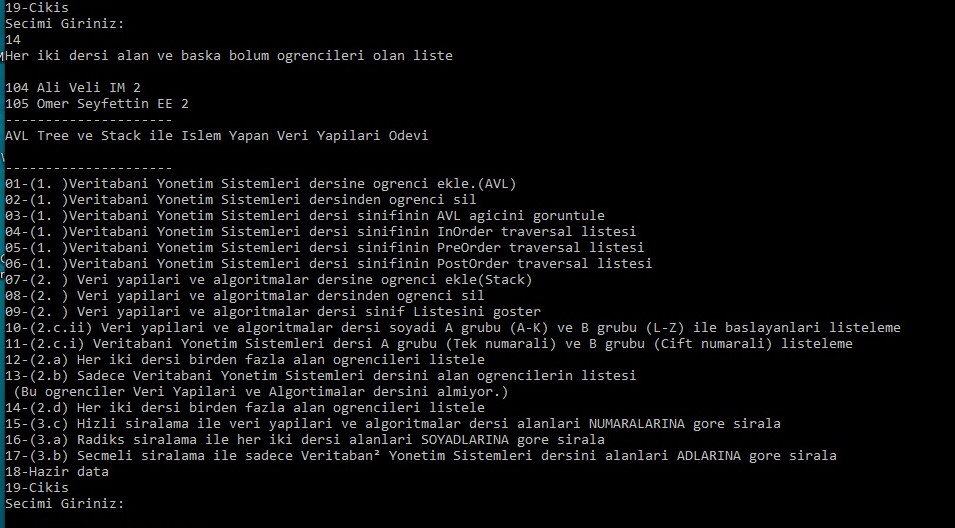 19-Cikis
Secimi Giriniz:
14
Her iki dersi alan ve baska bolum ogrencileri olan liste
104 Ali Veli IM 2
105 Omer Seyfettin EE 2
---------------------
AVL Tree ve Stack ile Islem Yapan Veri Yapilari Odevi
---------------------
01-(1. )Veritabani Yonetim Sistemleri dersine ogrenci ekle.(AVL)
02-(1. )Veritabani Yonetim Sistemleri dersinden ogrenci sil
03-(1. )Veritabani Yonetim Sistemleri dersi sinifinin AVL agicini goruntule
04-(1. )Veritabani Yonetim Sistemleri dersi sinifinin InOrder traversal listesi
05-(1. )Veritabani Yonetim Sistemleri dersi sinifinin PreOrder traversal listesi
06-(1. )Veritabani Yonetim Sistemleri dersi sinifinin PostOrder traversal listesi
07-(2. ) Veri yapilari ve algoritmalar dersine ogrenci ekle(Stack)
08-(2. ) Veri yapilari ve algoritmalar dersinden ogrenci sil
09-(2. ) Veri yapilari ve algoritmalar dersi sinif Listesini goster
10-(2.c.ii) Veri yapilari ve algoritmalar dersi soyadi A grubu (A-K) ve B grubu (L-Z) ile baslayanlari listeleme
11-(2.c.i) Veritabani Yonetim Sistemleri dersi A grubu (Tek numarali) ve B grubu (Cift numarali) listeleme
12-(2.a) Her iki dersi birden fazla alan ogrencileri listele
13-(2.b) Sadece Veritabani Yonetim Sistemleri dersini alan ogrencilerin listesi
(Bu ogrenciler Veri Yapilari ve Algortimalar dersini almiyor.)
14-(2.d) Her iki dersi birden fazla alan ogrencileri listele
15-(3.c) Hizli siralama ile veri yapilari ve algoritmalar dersi alanlari NUMARALARINA gore sirala
16-(3.a) Radiks siralama ile her iki dersi alanlari SOYADLARINA gore sirala
17-(3.b) Secmeli siralama ile sadece Veritaban² Yonetim Sistemleri dersini alanlari ADLARINA gore sirala
18-Hazir data
19-Cikis
Secimi Giriniz: